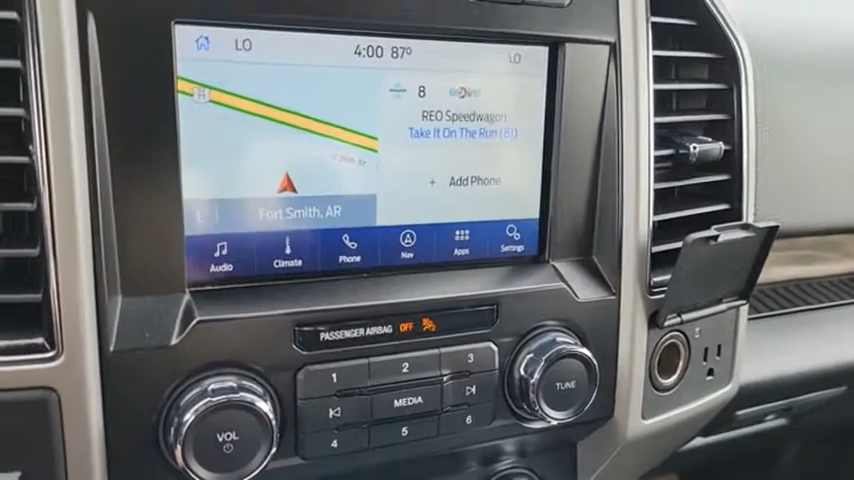 LO
4:00 87°
LO
8
REO SpeedWagon
Take It On The Run (81)
+ Add Phone
Fort Smith, AR
Audio
Climate
Phone
Nav
Apps
Settings
PASSENGER AIRBAG OFF
1
2
3
MEDIA
4
5
6
VOL
TUNE